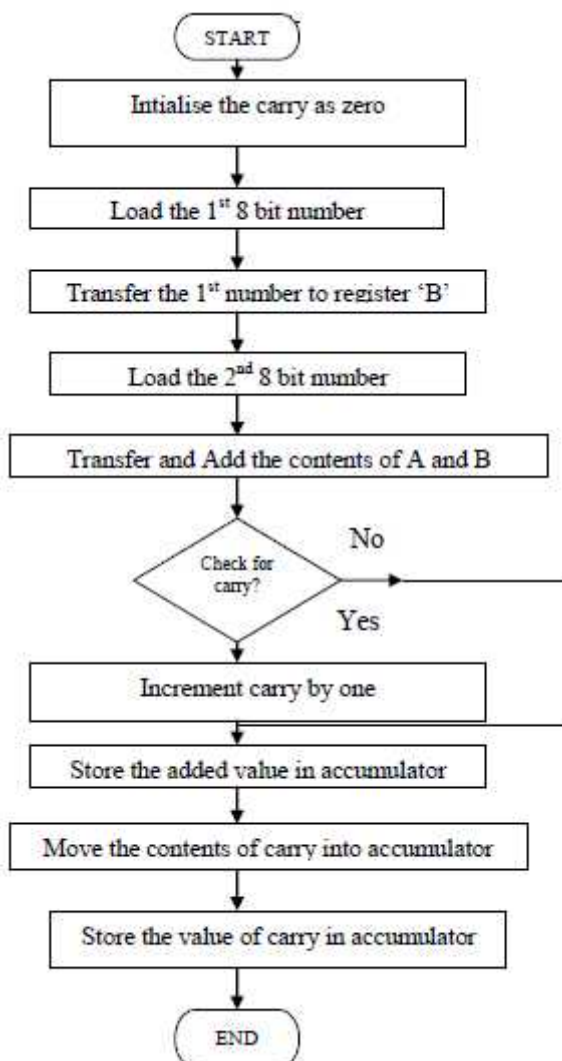 START
Intialise the carry as zero
Load the 1st 8 bit number
Transfer the 1st number to register ‘B’
Load the 2nd 8 bit number
Transfer and Add the contents of A and B
Check for
carry?
No
Yes
Increment carry by one
Store the added value in accumulator
Move the contents of carry into accumulator
Store the value of carry in accumulator
END